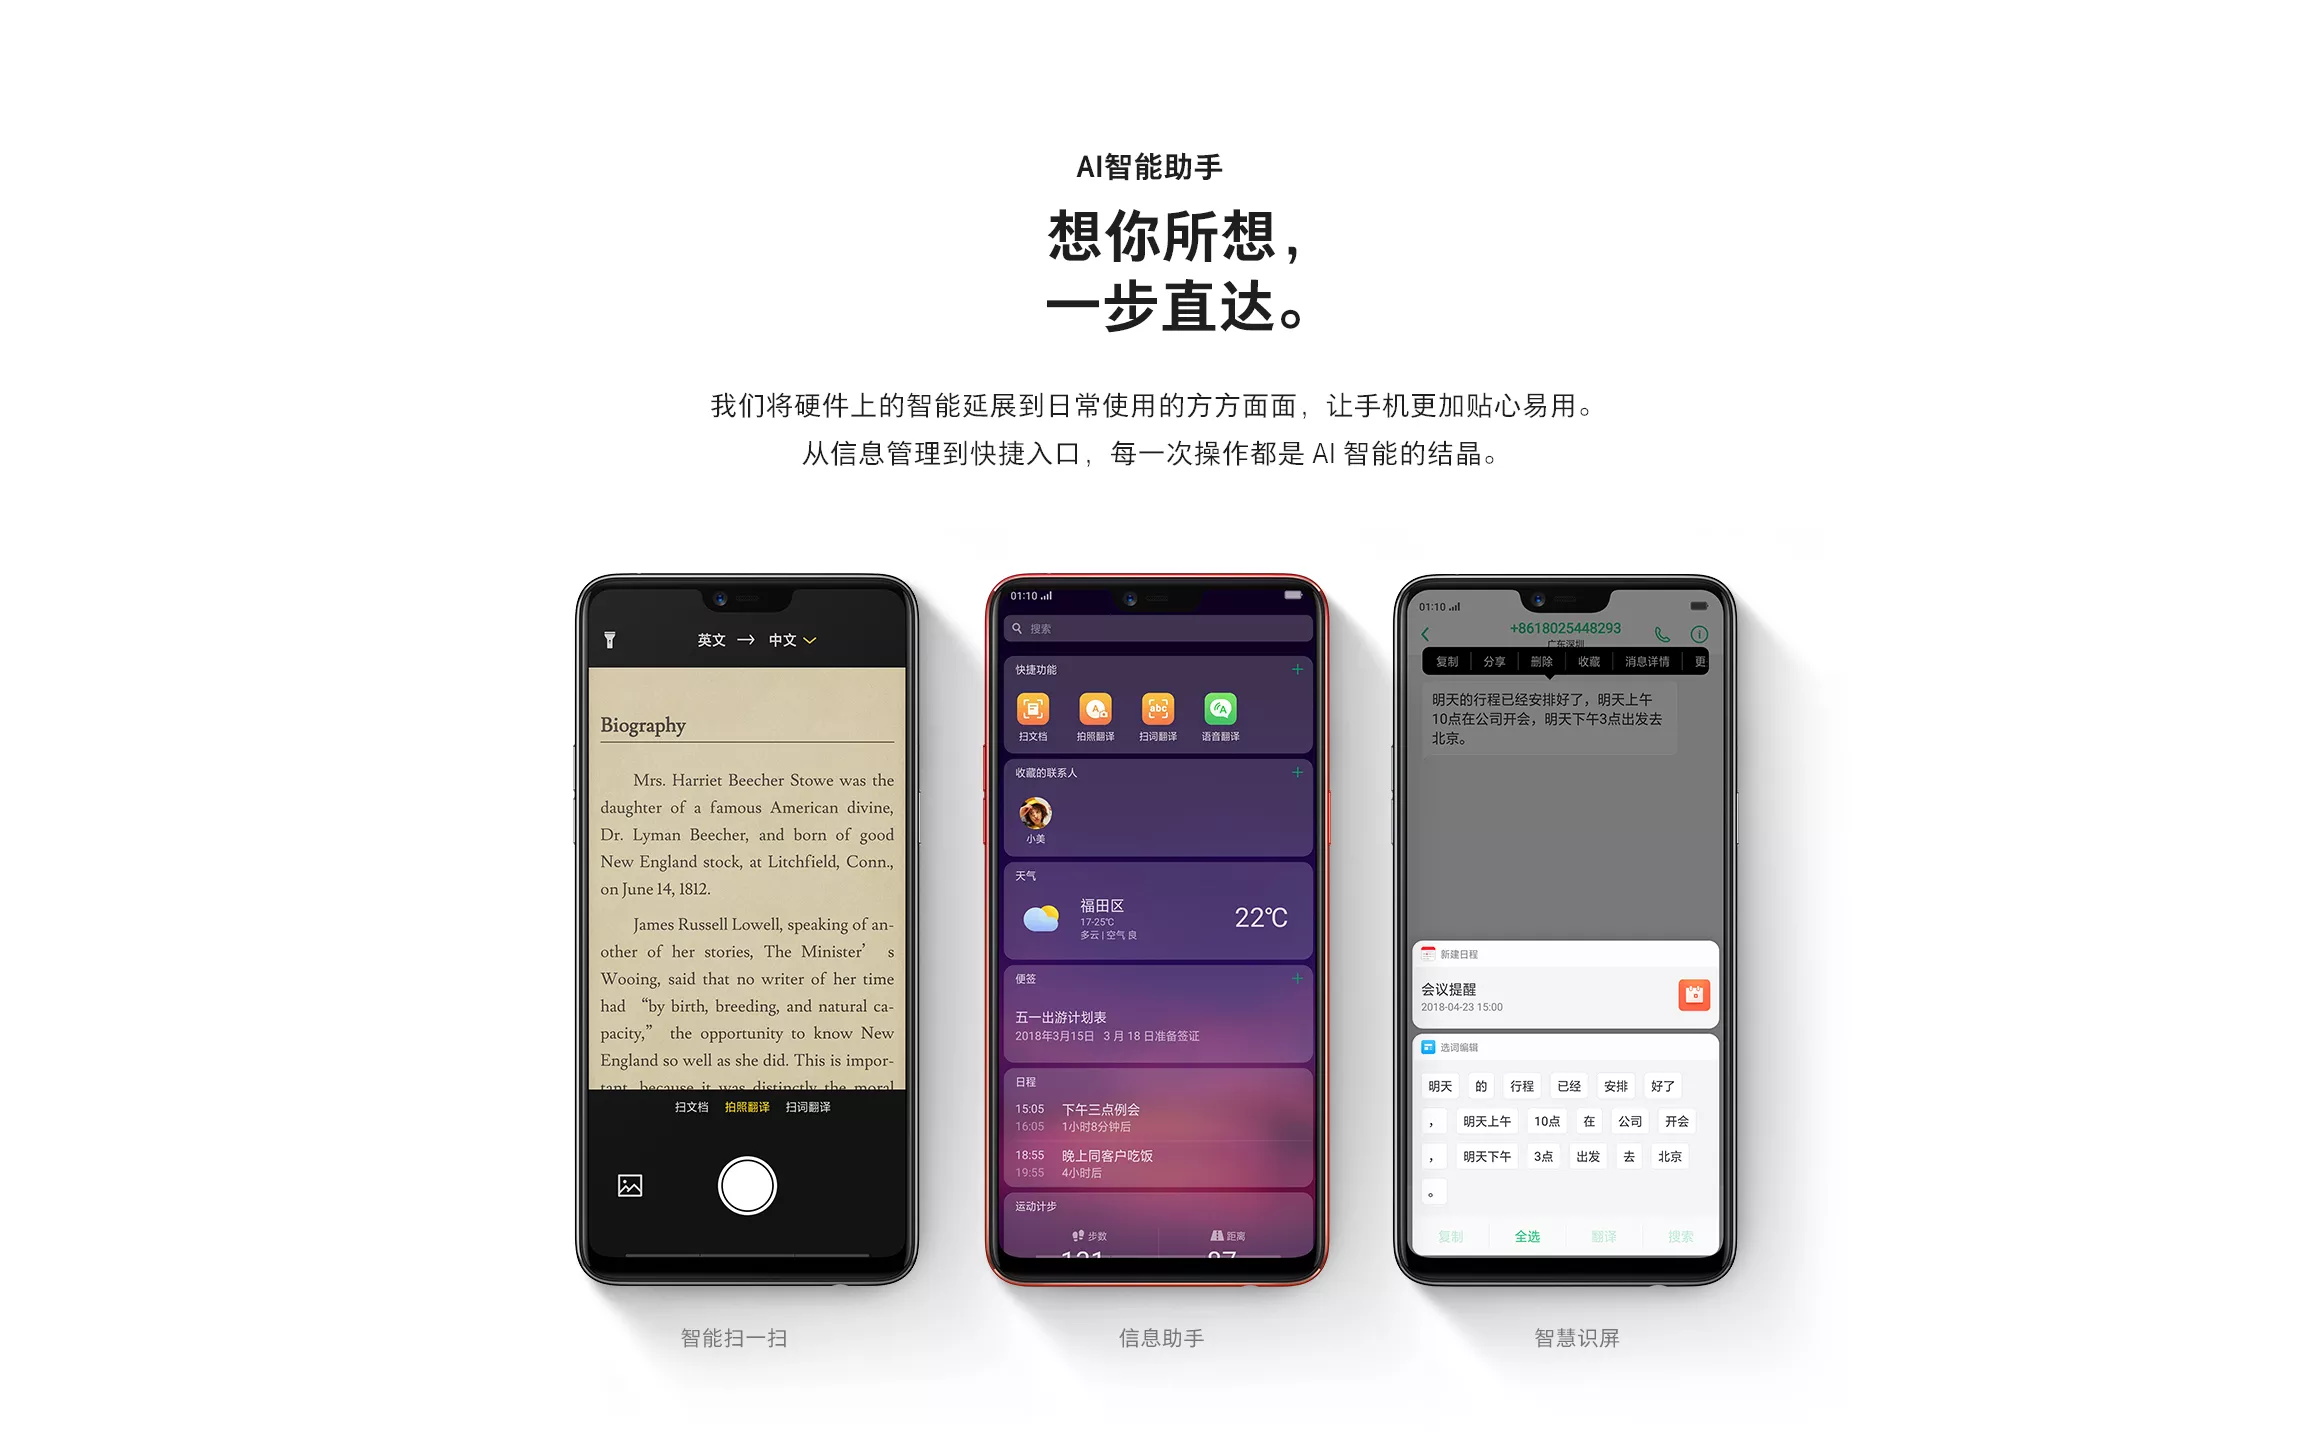 AI智能助手
想你所想，
一步直达。
我们将硬件上的智能延展到日常使用的方方面面，让手机更加贴心易用。
从信息管理到快捷入口，每一次操作都是 AI 智能的结晶。
英文 → 中文
Biography
Mrs. Harriet Beecher Stowe was the
daughter of a famous American divine,
Dr. Lyman Beecher, and born of good
New England stock, at Litchfield, Conn.,
on June 14, 1812.
James Russell Lowell, speaking of an-
other of her stories, The Minister’ s
Wooing, said that no writer of her time
had “by birth, breeding, and natural ca-
pacity,” the opportunity to know New
England so well as she did. This is impor-
tant, because it was distinctly the moral
扫文档 拍照翻译 扫词翻译
智能扫一扫
01:10
搜索
快捷功能
扫文档 拍照翻译 扫词翻译 语音翻译
收藏的联系人
小美
天气
福田区
17-25℃
多云 | 空气 良
22℃
便签
五一出游计划表
2018年3月15日 3 月 18 日准备签证
日程
15:05 下午三点例会
16:05 1小时8分钟后
18:55 晚上同客户吃饭
19:55 4小时后
运动计步
步数 距离
信息助手
01:10
+8618025448293
广东深圳
复制 分享 删除 收藏 消息详情 更
明天的行程已经安排好了，明天上午
10点在公司开会，明天下午3点出发去
北京。
新建日程
会议提醒
2018-04-23 15:00
选词编辑
明天 的 行程 已经 安排 好了
， 明天上午 10点 在 公司 开会
， 明天下午 3点 出发 去 北京
。
复制 全选 翻译 搜索
智慧识屏